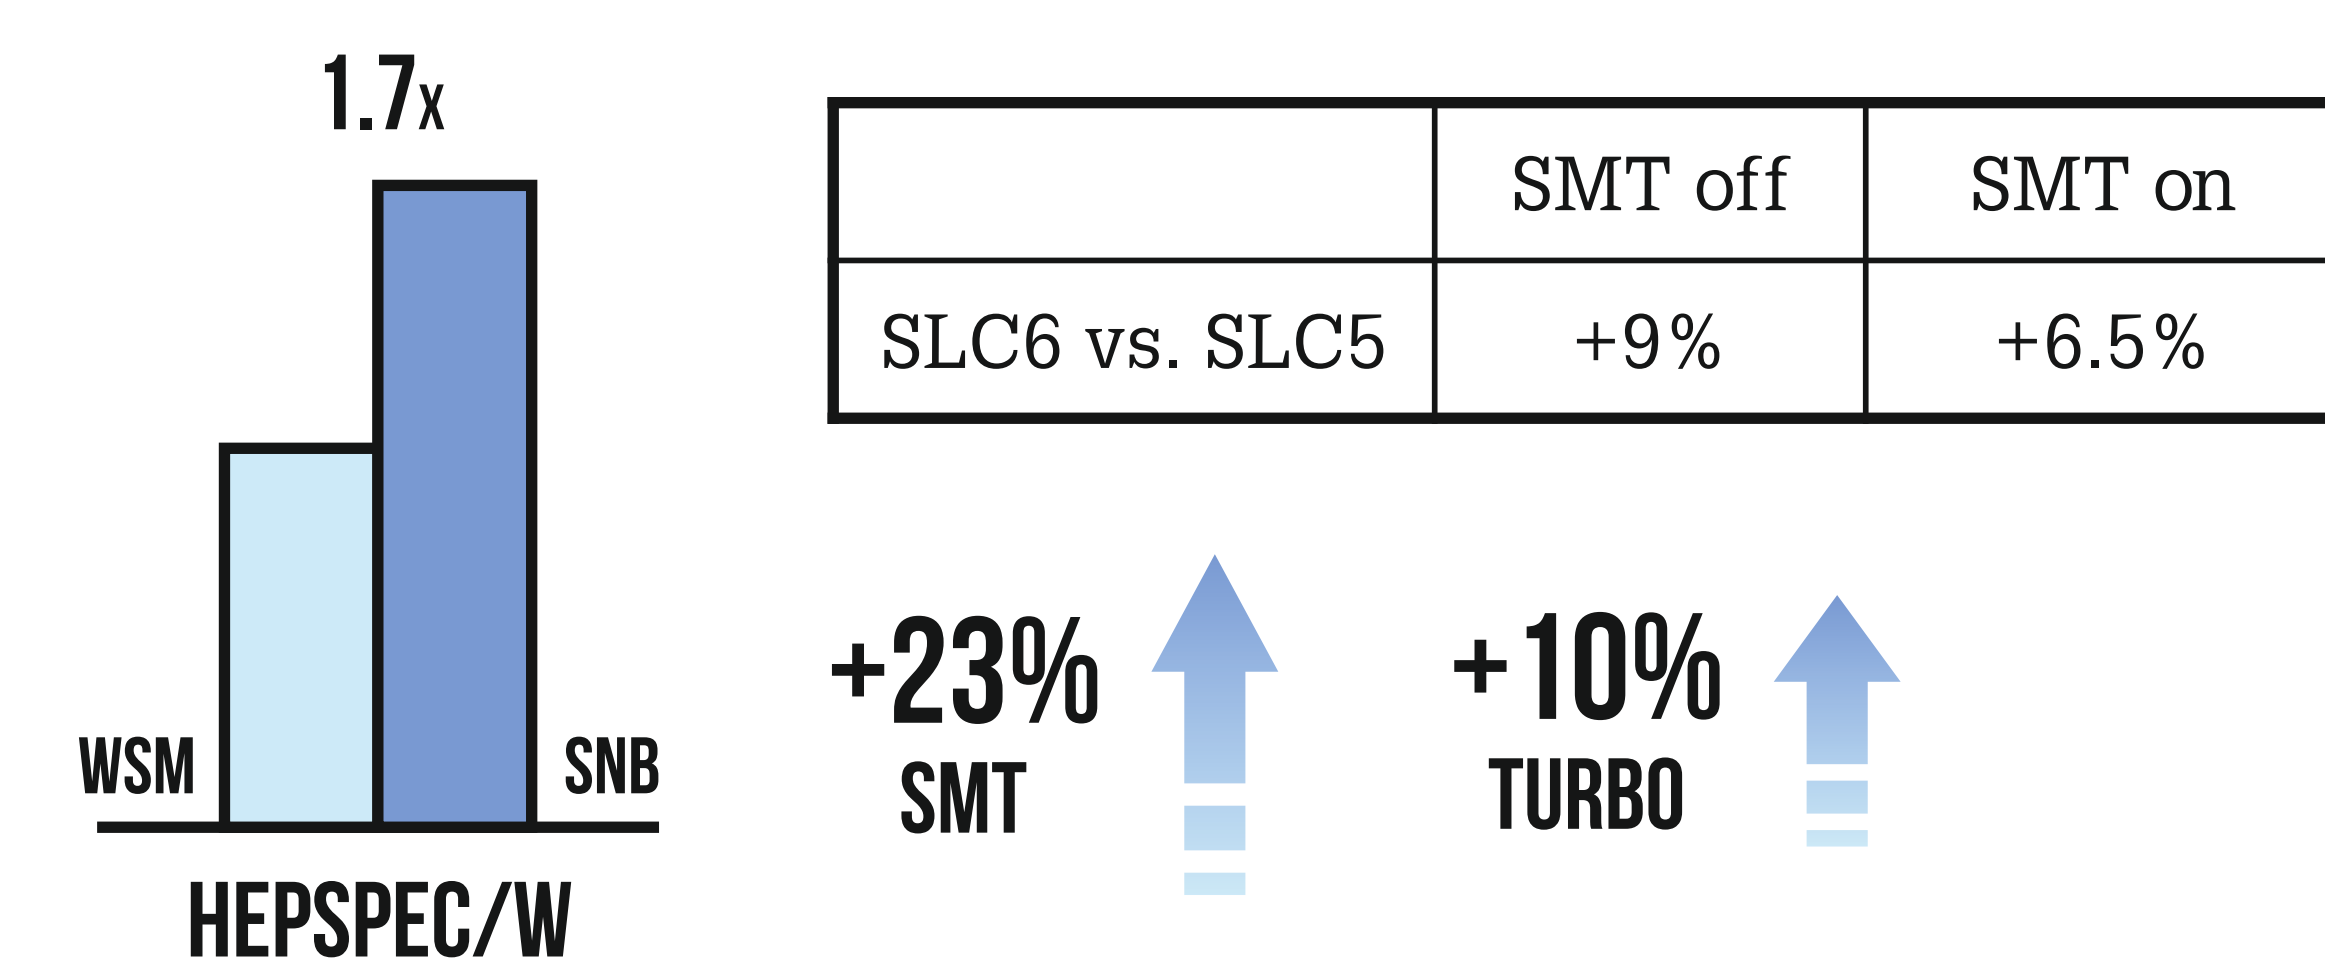 1.7x
WSM
SNB
HEPSPEC/W
SMT off
SMT on
SLC6 vs. SLC5
+9%
+6.5%
+23%
SMT
+10%
TURBO